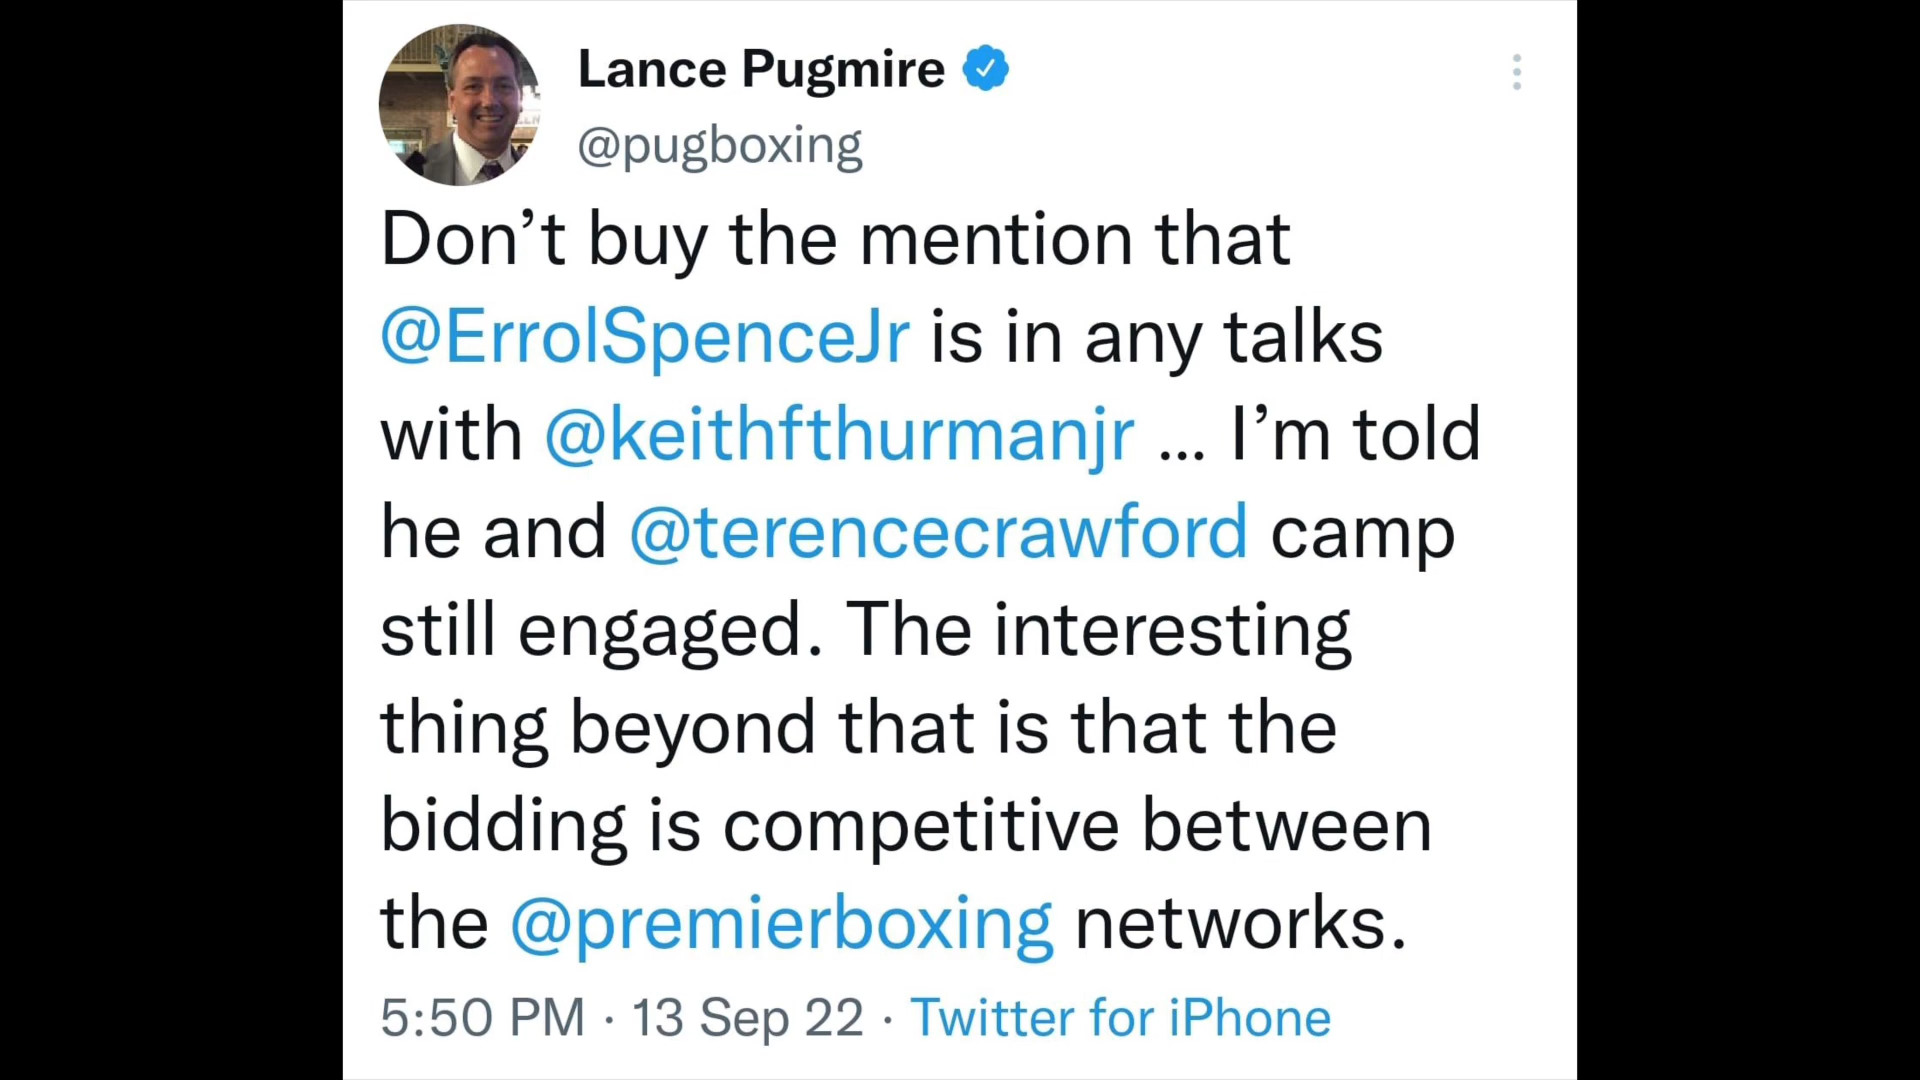 Lance Pugmire
@pugboxing
Don’t buy the mention that
@ErrolSpenceJr is in any talks
with @keithfthurmanjr ... I’m told
he and @terencecrawford camp
still engaged. The interesting
thing beyond that is that the
bidding is competitive between
the @premierboxing networks.
5:50 PM · 13 Sep 22 · Twitter for iPhone